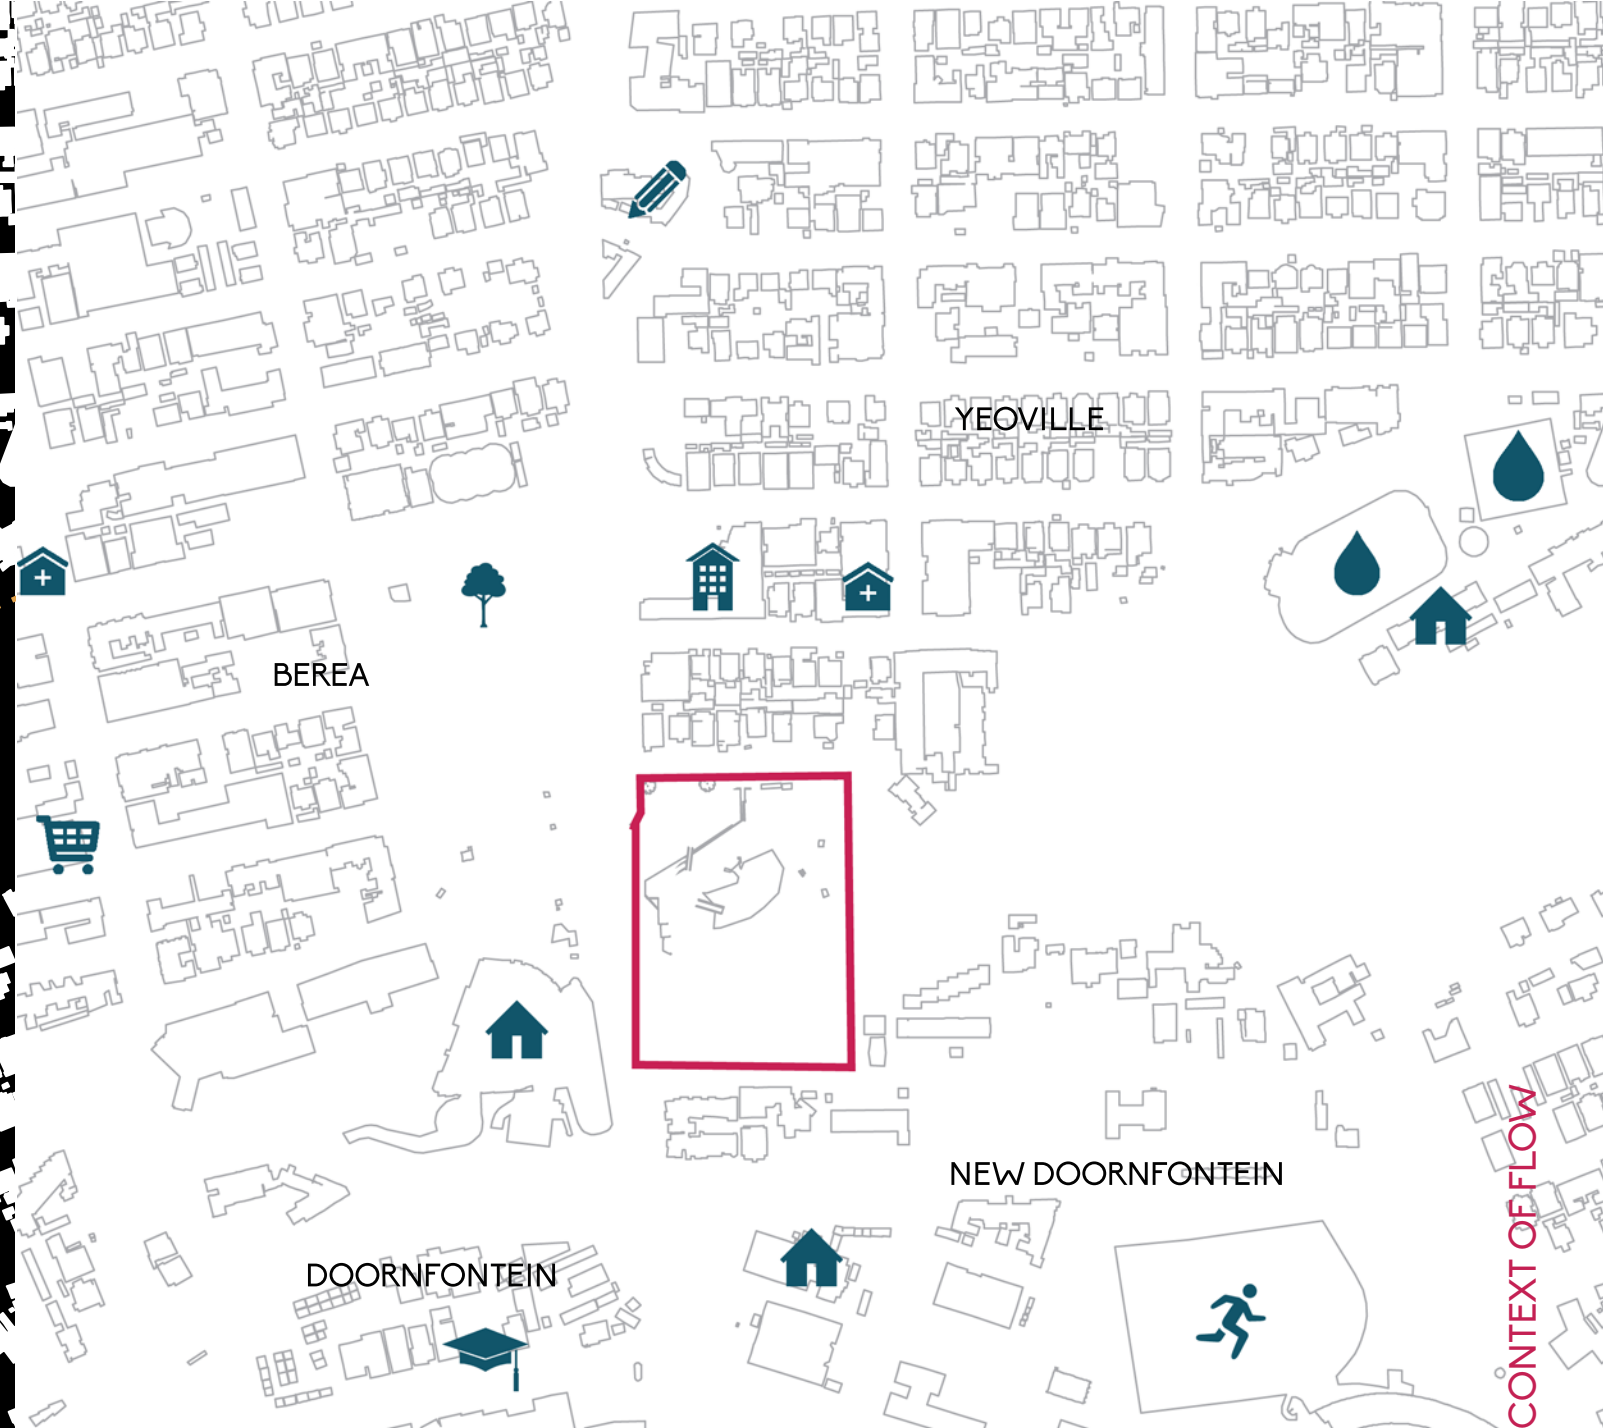 YEOVILLE
BEREA
NEW DOORNFONTEIN
DOORNFONTEIN
CONTEXT OF FLOW